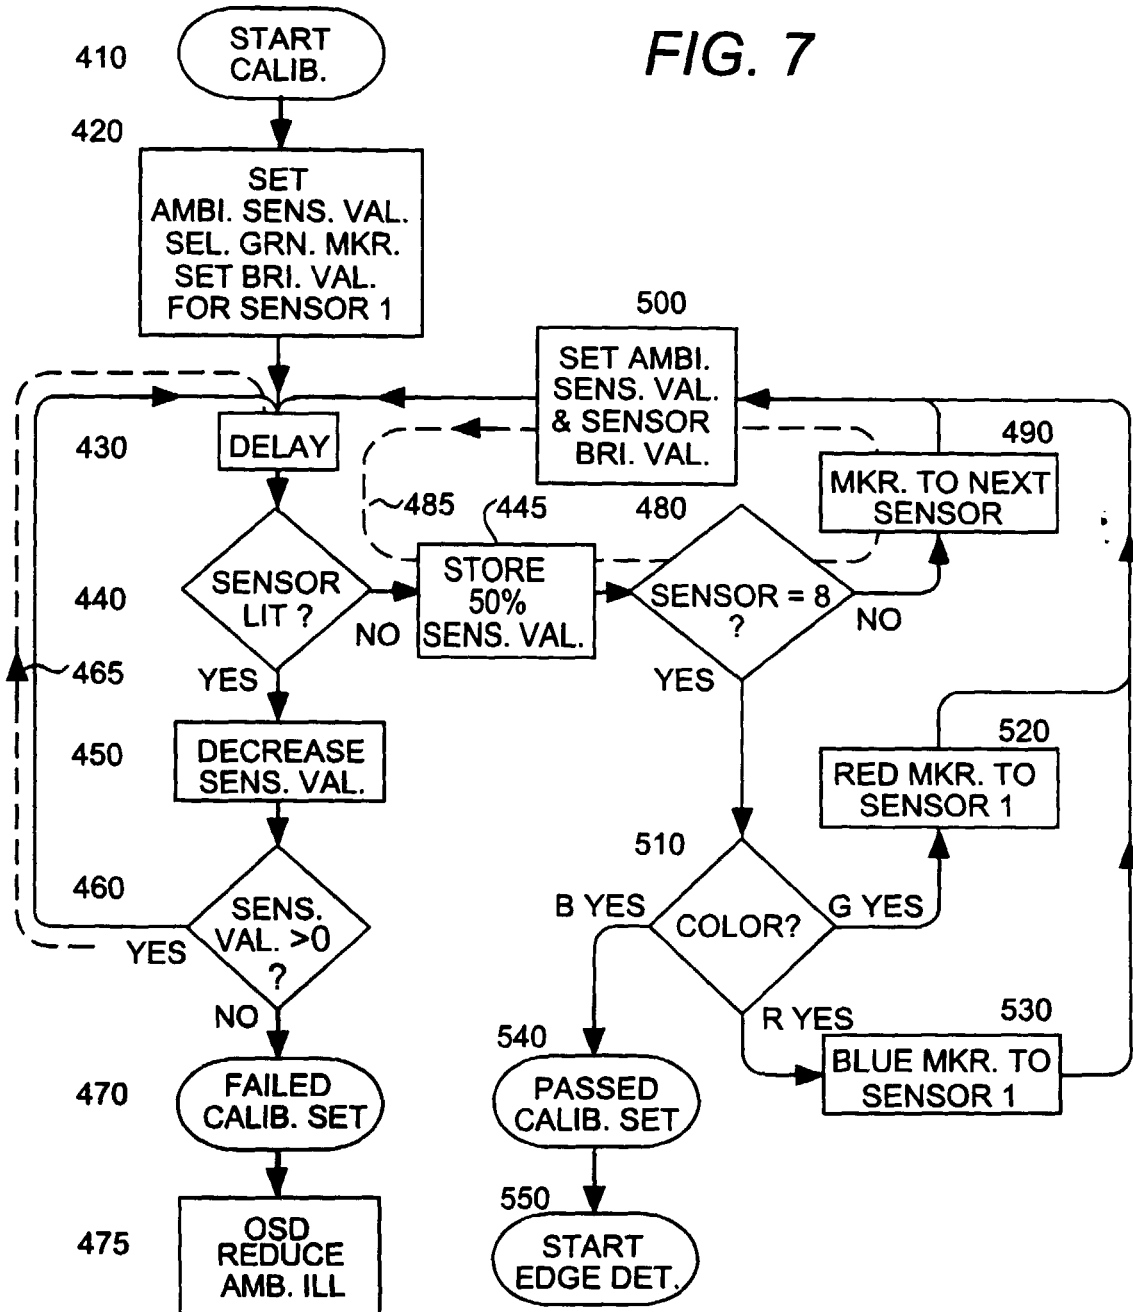 FIG. 7
410
START
CALIB.
420
SET
AMBI. SENS. VAL.
SEL. GRN. MKR.
SET BRI. VAL.
FOR SENSOR 1
500
SET AMBI.
SENS. VAL.
& SENSOR
BRI. VAL.
430
DELAY
490
MKR. TO NEXT
SENSOR
485
445
480
STORE
50%
SENS. VAL.
440
SENSOR
LIT ?
NO
SENSOR = 8
?
NO
465
YES
YES
450
DECREASE
SENS. VAL.
520
RED MKR. TO
SENSOR 1
510
460
SENS.
VAL. >0
?
YES
B YES
COLOR?
G YES
NO
R YES
530
BLUE MKR. TO
SENSOR 1
470
FAILED
CALIB. SET
540
PASSED
CALIB. SET
475
OSD
REDUCE
AMB. ILL
550
START
EDGE DET.